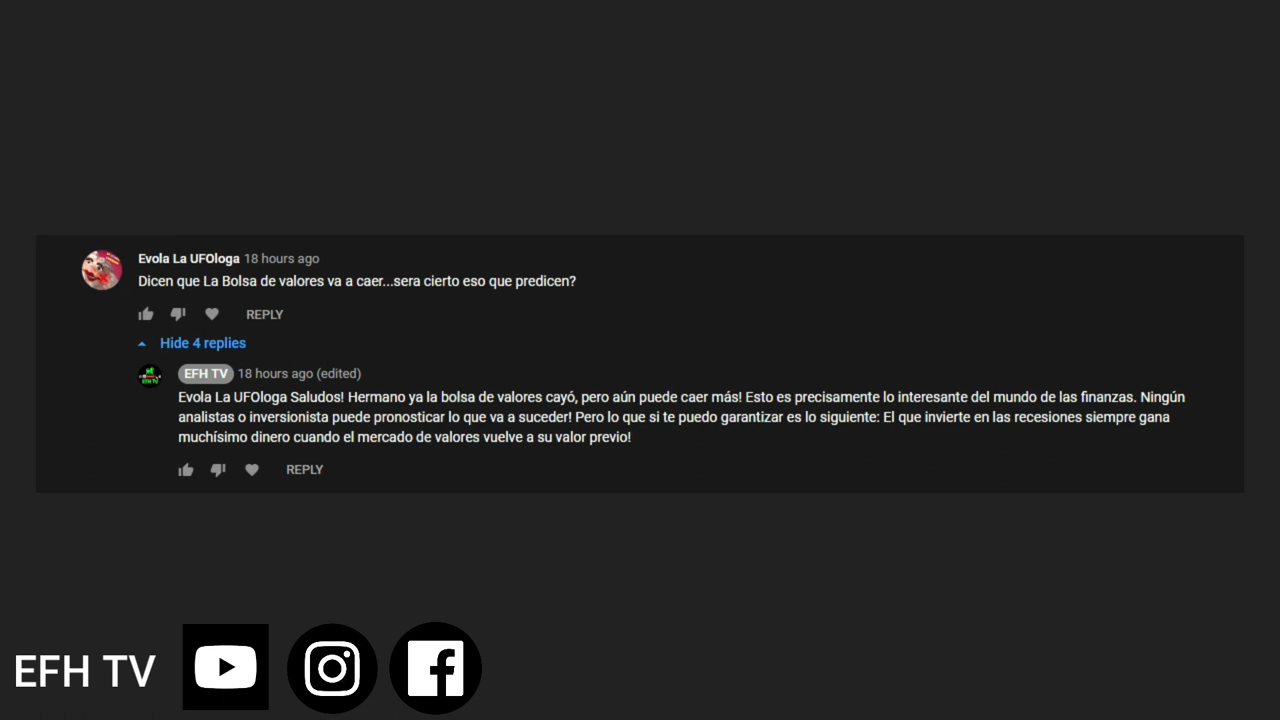 Evola La UFOloga 18 hours ago
Dicen que La Bolsa de valores va a caer...sera cierto eso que predicen?
REPLY
Hide 4 replies
EFH TV
EFH TV 18 hours ago (edited)
Evola La UFOloga Saludos! Hermano ya la bolsa de valores cayó, pero aún puede caer más! Esto es precisamente lo interesante del mundo de las finanzas. Ningún
analistas o inversionista puede pronosticar lo que va a suceder! Pero lo que si te puedo garantizar es lo siguiente: El que invierte en las recesiones siempre gana
muchísimo dinero cuando el mercado de valores vuelve a su valor previo!
REPLY
EFH TV